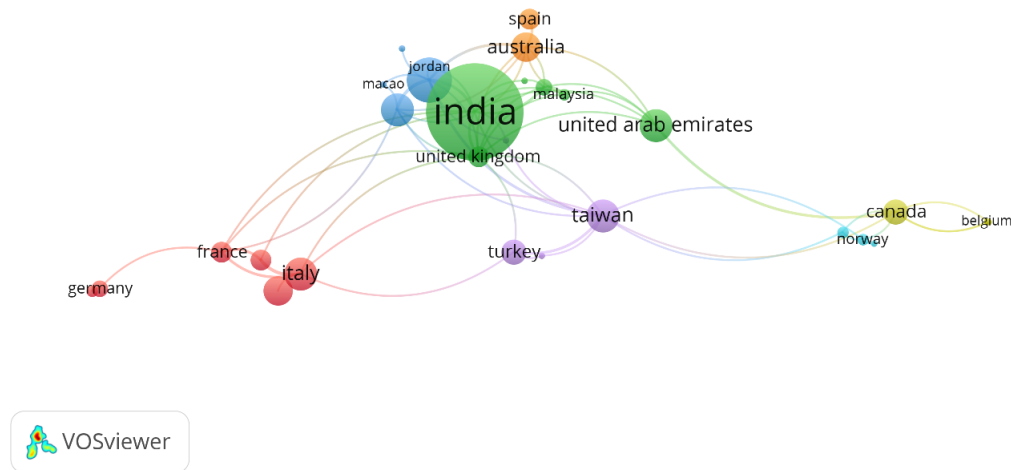 spain
australia
jordan
macao
malaysia
india
united arab emirates
united kingdom
taiwan
canada
belgium
norway
france
turkey
italy
germany
VOSviewer